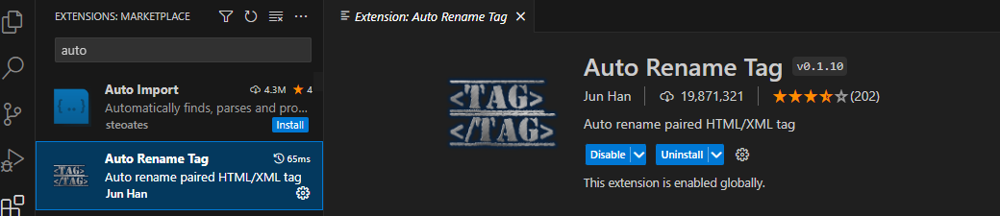 EXTENSIONS: MARKETPLACE
auto
Auto Import 4.3M 4
Automatically finds, parses and pro...
steoates Install
Auto Rename Tag 65ms
Auto rename paired HTML/XML tag
Jun Han
Extension: Auto Rename Tag
<TAG>
</TAG>
<TAG>
</TAG>
Auto Rename Tag v0.1.10
Jun Han 19,871,321 (202)
Auto rename paired HTML/XML tag
Disable Uninstall
This extension is enabled globally.